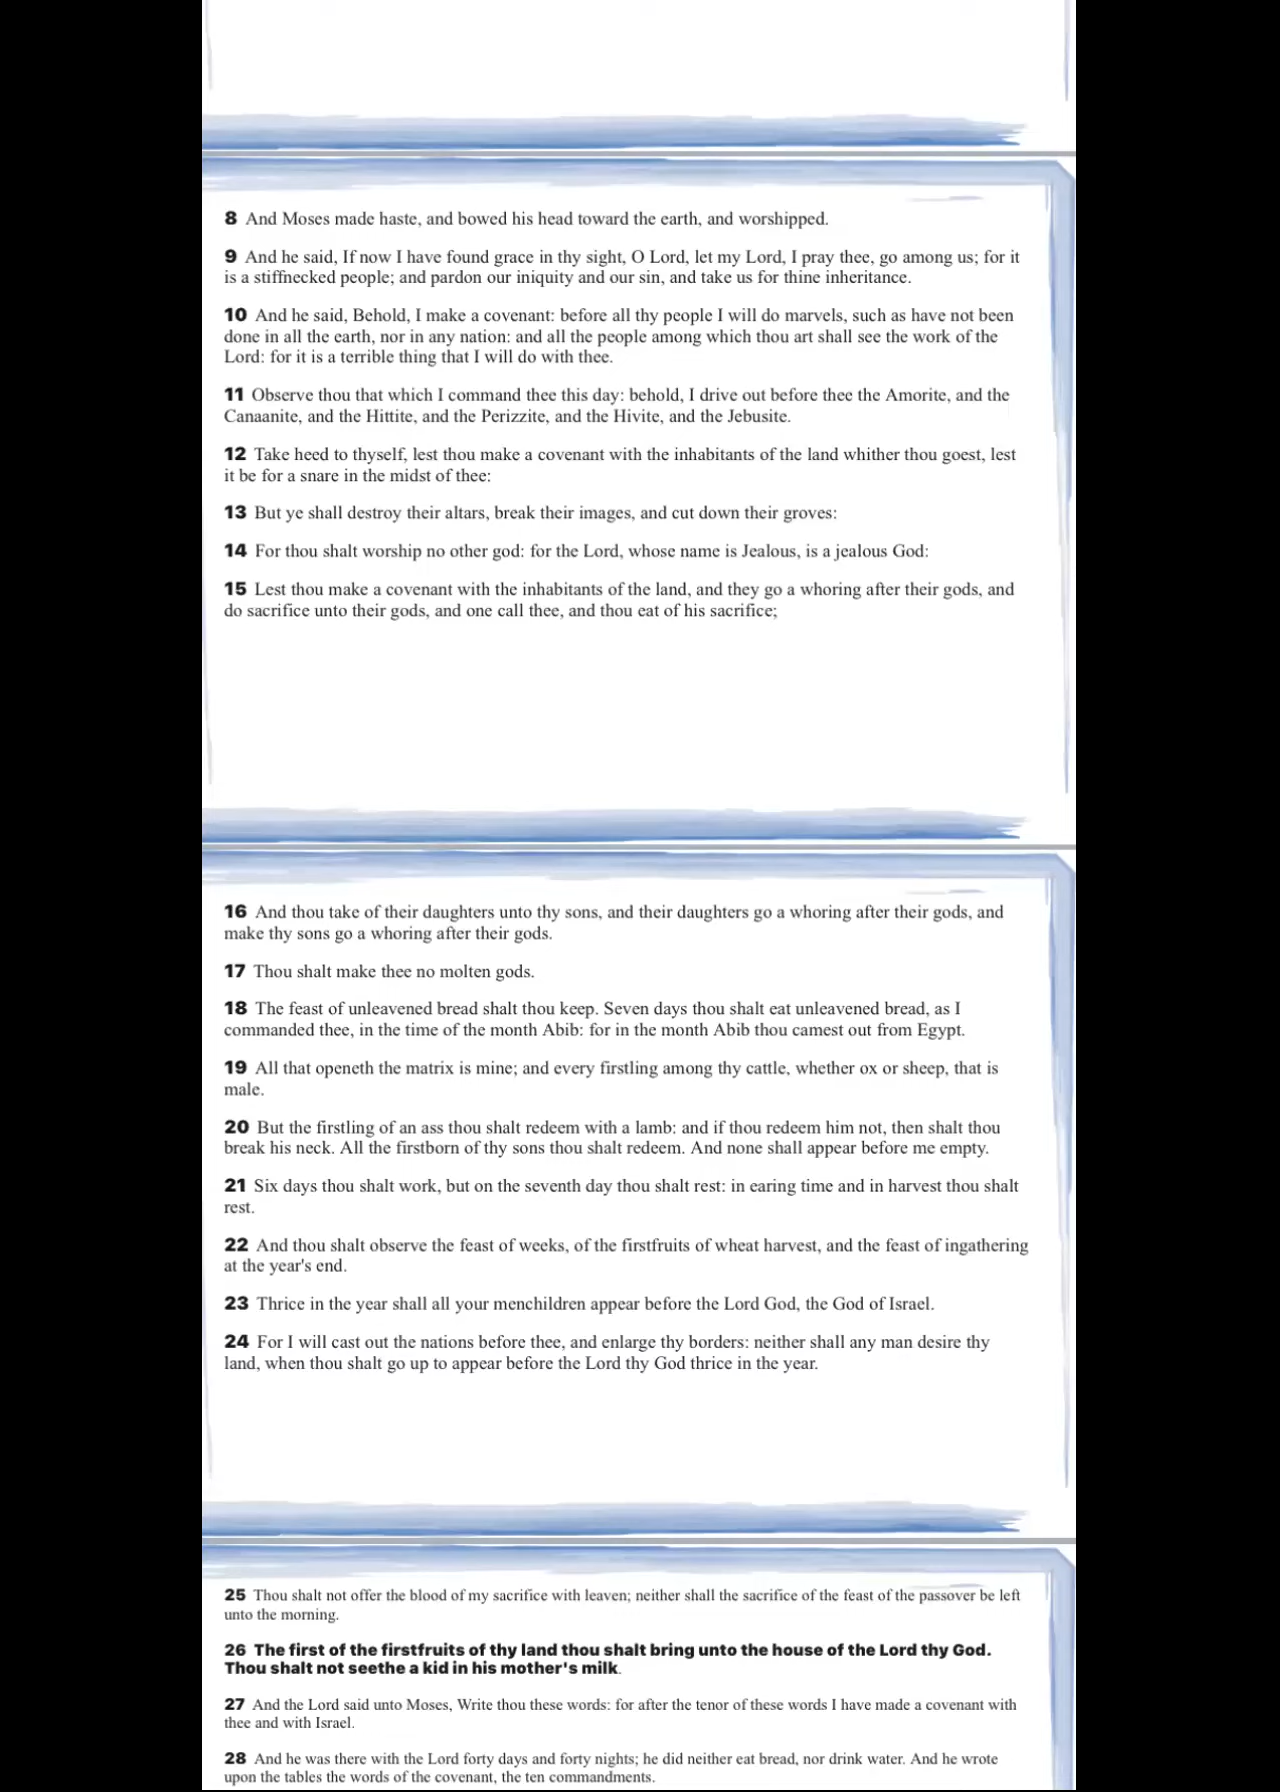 8 And Moses made haste, and bowed his head toward the earth, and worshipped.
9 And he said, If now I have found grace in thy sight, O Lord, let my Lord, I pray thee, go among us; for it
is a stiffnecked people; and pardon our iniquity and our sin, and take us for thine inheritance.
10 And he said, Behold, I make a covenant: before all thy people I will do marvels, such as have not been
done in all the earth, nor in any nation: and all the people among which thou art shall see the work of the
Lord: for it is a terrible thing that I will do with thee.
11 Observe thou that which I command thee this day: behold, I drive out before thee the Amorite, and the
Canaanite, and the Hittite, and the Perizzite, and the Hivite, and the Jebusite.
12 Take heed to thyself, lest thou make a covenant with the inhabitants of the land whither thou goest, lest
it be for a snare in the midst of thee:
13 But ye shall destroy their altars, break their images, and cut down their groves:
14 For thou shalt worship no other god: for the Lord, whose name is Jealous, is a jealous God:
15 Lest thou make a covenant with the inhabitants of the land, and they go a whoring after their gods, and
do sacrifice unto their gods, and one call thee, and thou eat of his sacrifice;
16 And thou take of their daughters unto thy sons, and their daughters go a whoring after their gods, and
make thy sons go a whoring after their gods.
17 Thou shalt make thee no molten gods.
18 The feast of unleavened bread shalt thou keep. Seven days thou shalt eat unleavened bread, as I
commanded thee, in the time of the month Abib: for in the month Abib thou camest out from Egypt.
19 All that openeth the matrix is mine; and every firstling among thy cattle, whether ox or sheep, that is
male.
20 But the firstling of an ass thou shalt redeem with a lamb: and if thou redeem him not, then shalt thou
break his neck. All the firstborn of thy sons thou shalt redeem. And none shall appear before me empty.
21 Six days thou shalt work, but on the seventh day thou shalt rest: in earing time and in harvest thou shalt
rest.
22 And thou shalt observe the feast of weeks, of the firstfruits of wheat harvest, and the feast of ingathering
at the year's end.
23 Thrice in the year shall all your menchildren appear before the Lord God, the God of Israel.
24 For I will cast out the nations before thee, and enlarge thy borders: neither shall any man desire thy
land, when thou shalt go up to appear before the Lord thy God thrice in the year.
25 Thou shalt not offer the blood of my sacrifice with leaven; neither shall the sacrifice of the feast of the passover be left
unto the morning.
26 The first of the firstfruits of thy land thou shalt bring unto the house of the Lord thy God.
Thou shalt not seethe a kid in his mother's milk.
27 And the Lord said unto Moses, Write thou these words: for after the tenor of these words I have made a covenant with
thee and with Israel.
28 And he was there with the Lord forty days and forty nights; he did neither eat bread, nor drink water. And he wrote
upon the tables the words of the covenant, the ten commandments.